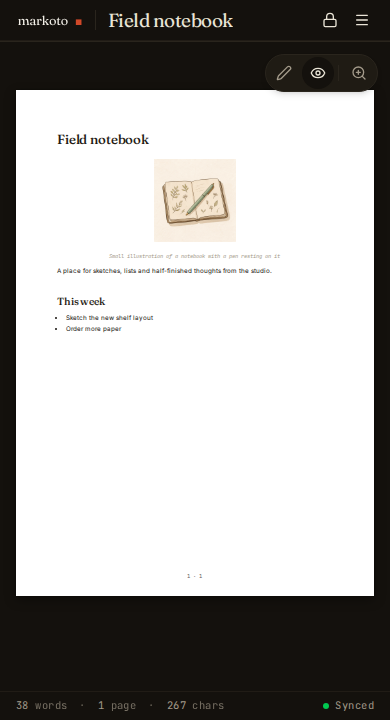 markoto
Field notebook
Field notebook
Small illustration of a notebook with a pen resting on it
A place for sketches, lists and half-finished thoughts from the studio.
This week
• Sketch the new shelf layout
• Order more paper
1 - 1
38 words · 1 page · 267 chars
Synced